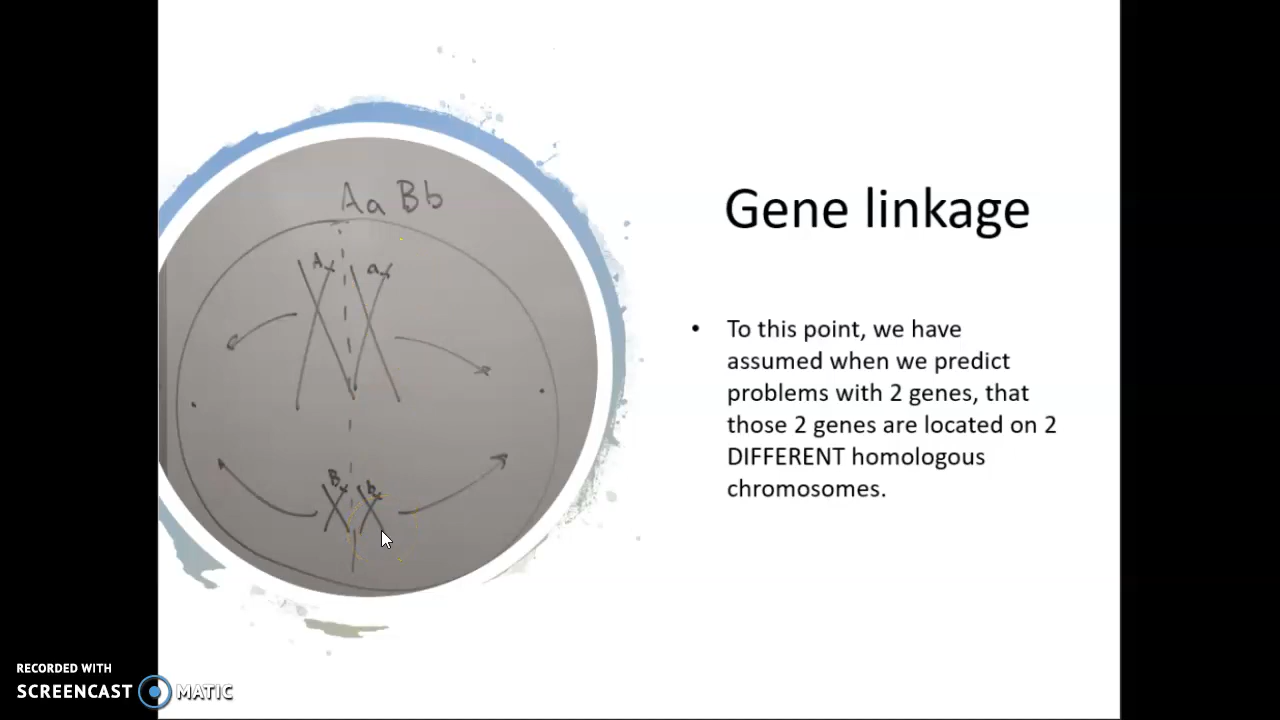 Aa Bb
A a
B b
Gene linkage
• To this point, we have
assumed when we predict
problems with 2 genes, that
those 2 genes are located on 2
DIFFERENT homologous
chromosomes.
RECORDED WITH
SCREENCAST MATIC